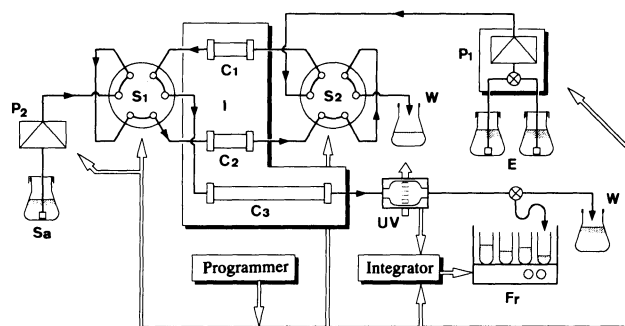 P1
C1
P2
S1
I
S2
W
C2
E
Sa
C3
UV
W
Programmer
Integrator
Fr